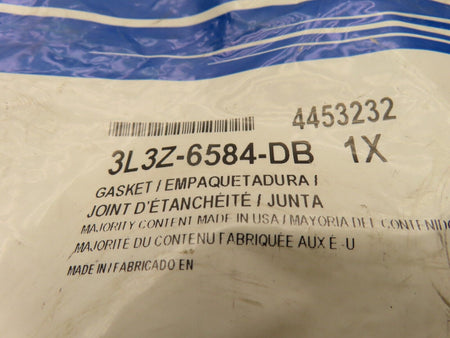 4453232
3L3Z-6584-DB 1X
GASKET / EMPAQUETADURA /
JOINT D'ÉTANCHÉITÉ / JUNTA
MAJORITY CONTENT MADE IN USA / MAYORIA DEL CONTENIDO
MAJORITE DU CONTENU FABRIQUÉE AUX É-U
MADE IN / FABRICADO EN